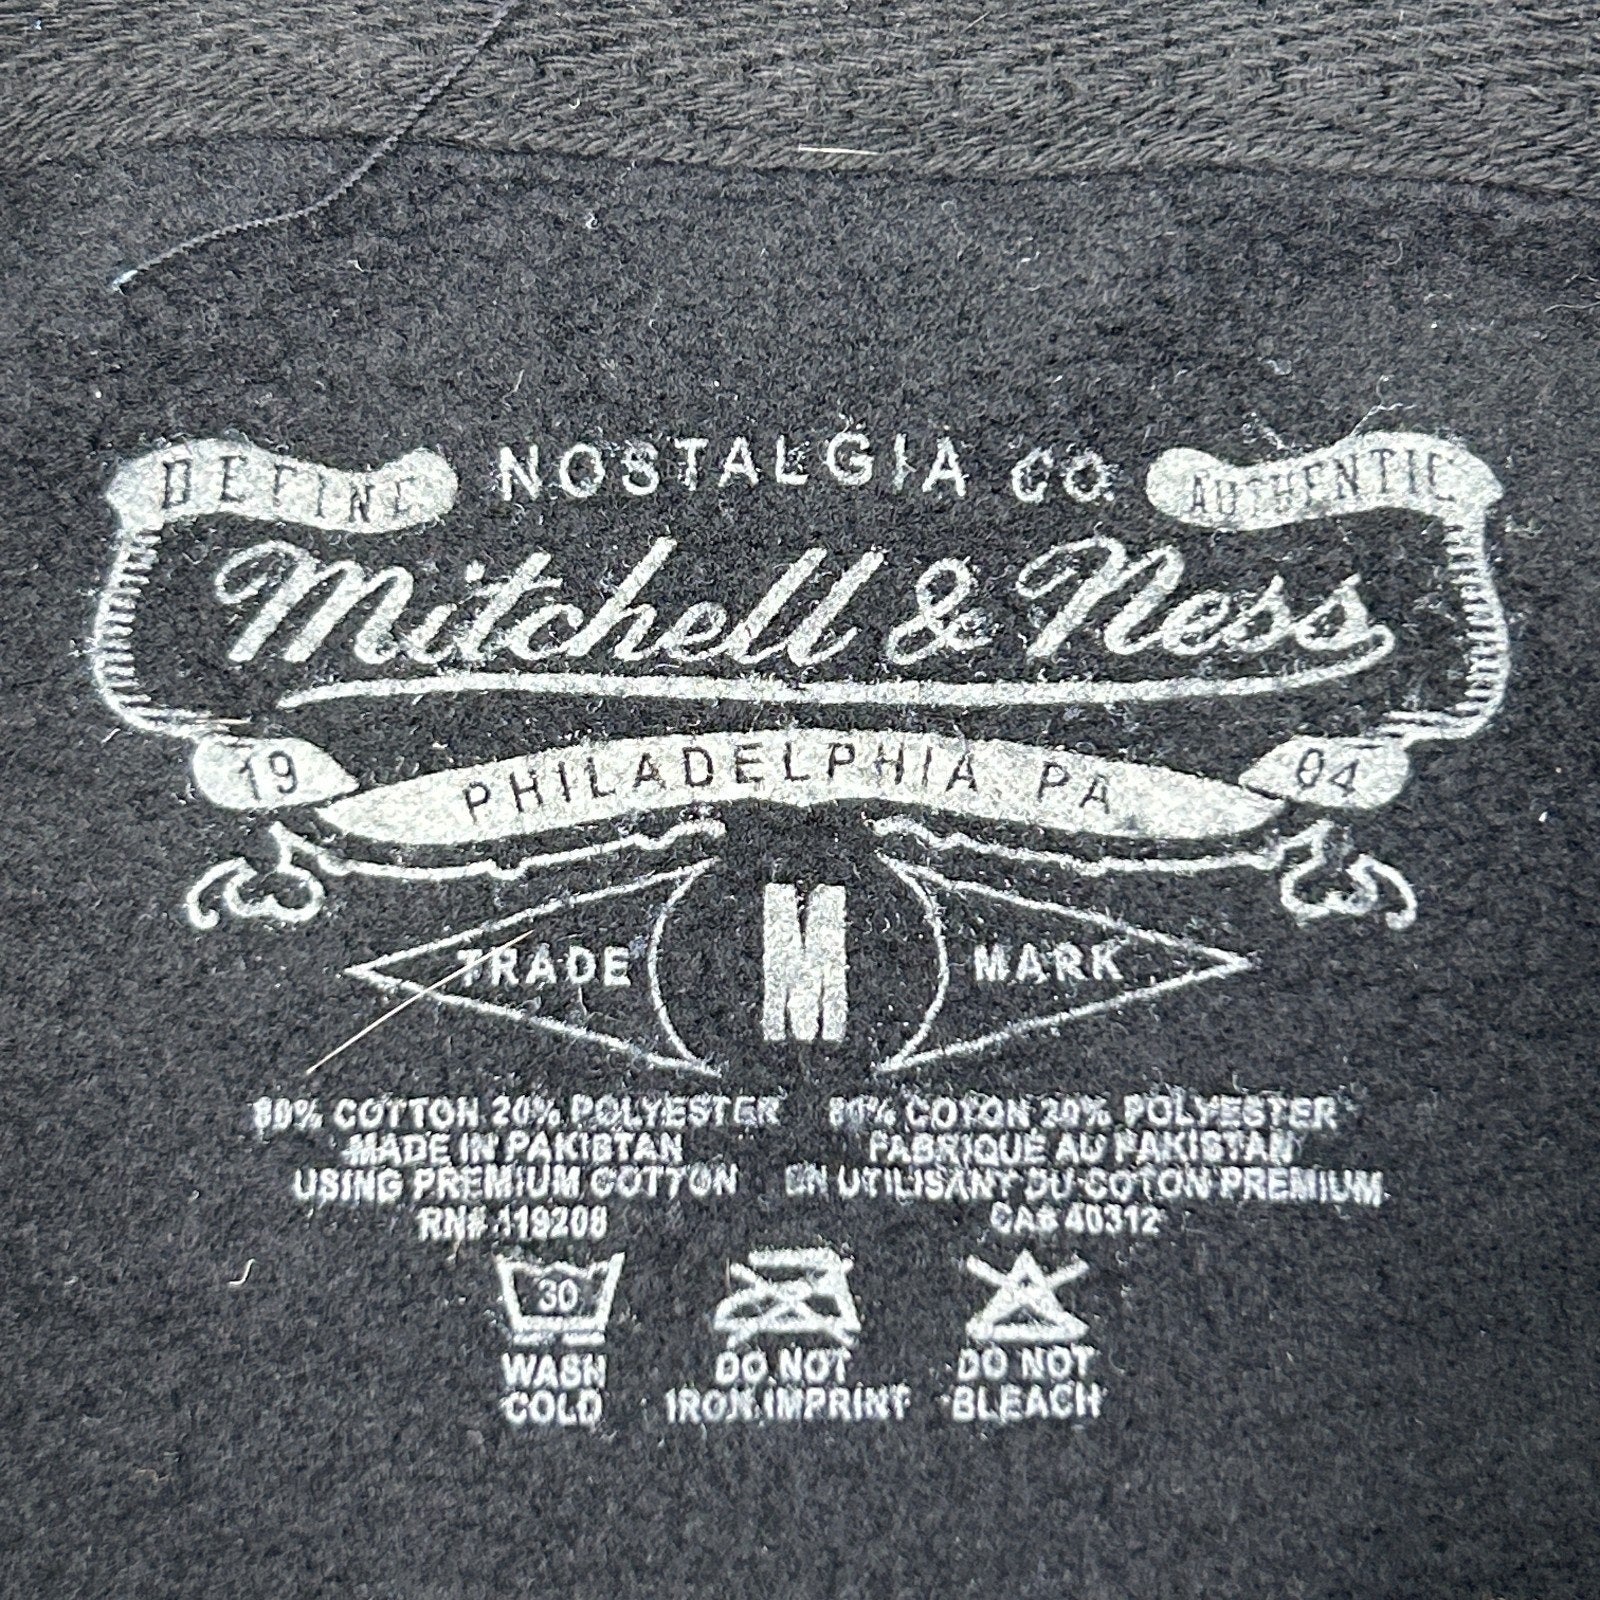 DEFINE NOSTALGIA CO. AUTHENTIC
Mitchell & Ness
19 PHILADELPHIA PA 04
TRADE M MARK
80% COTTON 20% POLYESTER
MADE IN PAKISTAN
USING PREMIUM COTTON
RN# 119208
80% COTON 20% POLYESTER
FABRIQUÉ AU PAKISTAN
EN UTILISANT DU COTON PREMIUM
CA# 40312
30
WASH
COLD
DO NOT
IRON IMPRINT
DO NOT
BLEACH